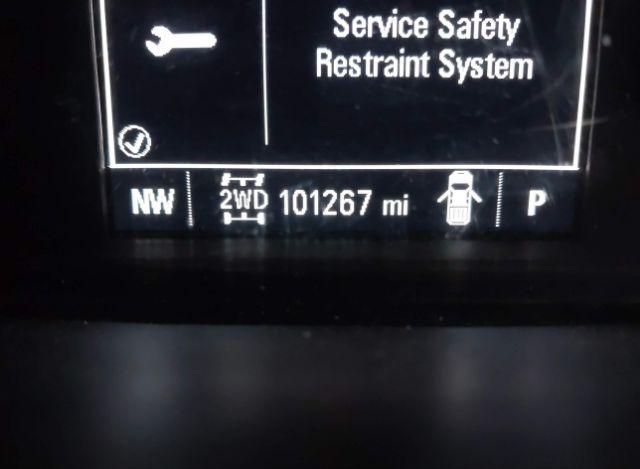 Service Safety
Restraint System
NW 2WD 101267 mi P